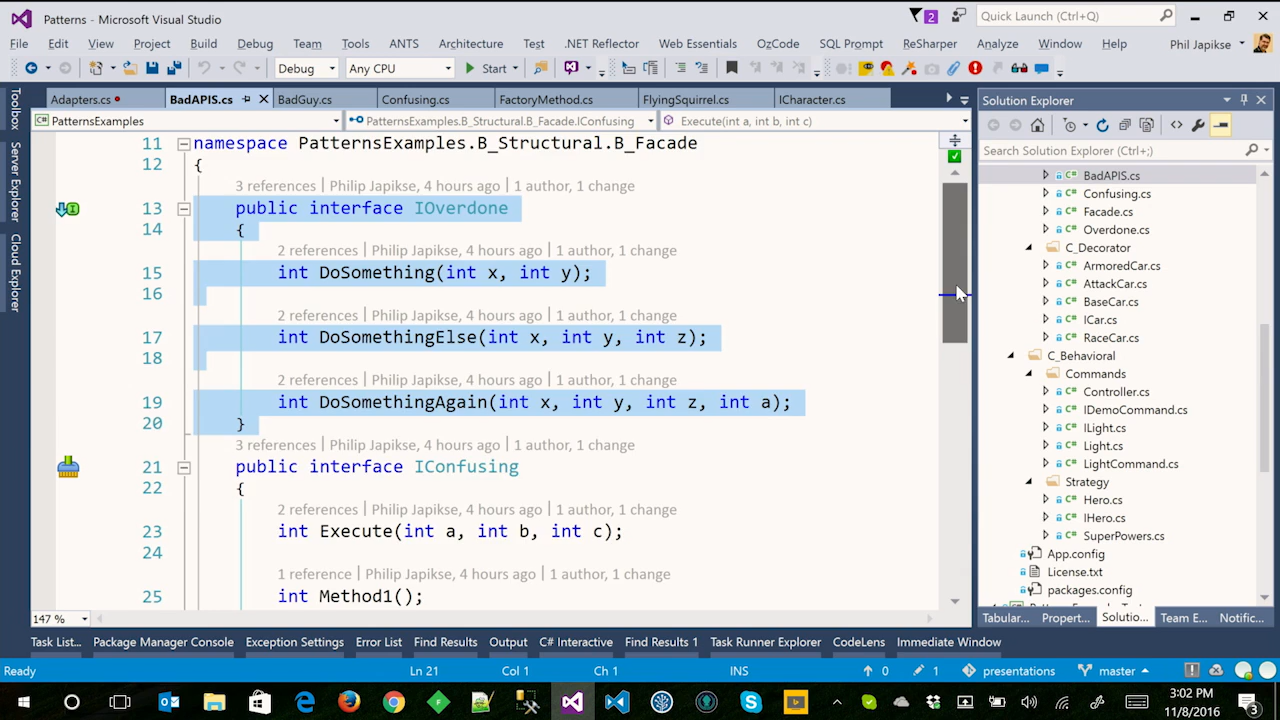 Patterns - Microsoft Visual Studio
2
Quick Launch (Ctrl+Q)
File Edit View Project Build Debug Team Tools ANTS Architecture Test .NET Reflector Web Essentials OzCode SQL Prompt ReSharper Analyze Window Help Phil Japikse
Debug Any CPU Start
Toolbox
Server Explorer
Cloud Explorer
Adapters.cs BadAPIS.cs BadGuy.cs Confusing.cs FactoryMethod.cs FlyingSquirrel.cs ICharacter.cs
PatternsExamples PatternsExamples.B_Structural.B_Facade.IConfusing Execute(int a, int b, int c)
11 namespace PatternsExamples.B_Structural.B_Facade
12 {
3 references | Philip Japikse, 4 hours ago | 1 author, 1 change
13 public interface IOverdone
14 {
2 references | Philip Japikse, 4 hours ago | 1 author, 1 change
15 int DoSomething(int x, int y);
16
2 references | Philip Japikse, 4 hours ago | 1 author, 1 change
17 int DoSomethingElse(int x, int y, int z);
18
2 references | Philip Japikse, 4 hours ago | 1 author, 1 change
19 int DoSomethingAgain(int x, int y, int z, int a);
20 }
3 references | Philip Japikse, 4 hours ago | 1 author, 1 change
21 public interface IConfusing
22 {
2 references | Philip Japikse, 4 hours ago | 1 author, 1 change
23 int Execute(int a, int b, int c);
24
1 reference | Philip Japikse, 4 hours ago | 1 author, 1 change
25 int Method1();
147 %
Solution Explorer
Search Solution Explorer (Ctrl+;)
C# BadAPIS.cs
C# Confusing.cs
C# Facade.cs
C# Overdone.cs
C_Decorator
C# ArmoredCar.cs
C# AttackCar.cs
C# BaseCar.cs
C# ICar.cs
C# RaceCar.cs
C_Behavioral
Commands
C# Controller.cs
C# IDemoCommand.cs
C# ILight.cs
C# Light.cs
C# LightCommand.cs
Strategy
C# Hero.cs
C# IHero.cs
C# SuperPowers.cs
App.config
License.txt
packages.config
Tabular... Propert... Solutio... Team E... Notific...
Task List... Package Manager Console Exception Settings Error List Find Results Output C# Interactive Find Results 1 Task Runner Explorer CodeLens Immediate Window
Ready Ln 21 Col 1 Ch 1 INS 0 1 presentations master
3:02 PM
11/8/2016
3